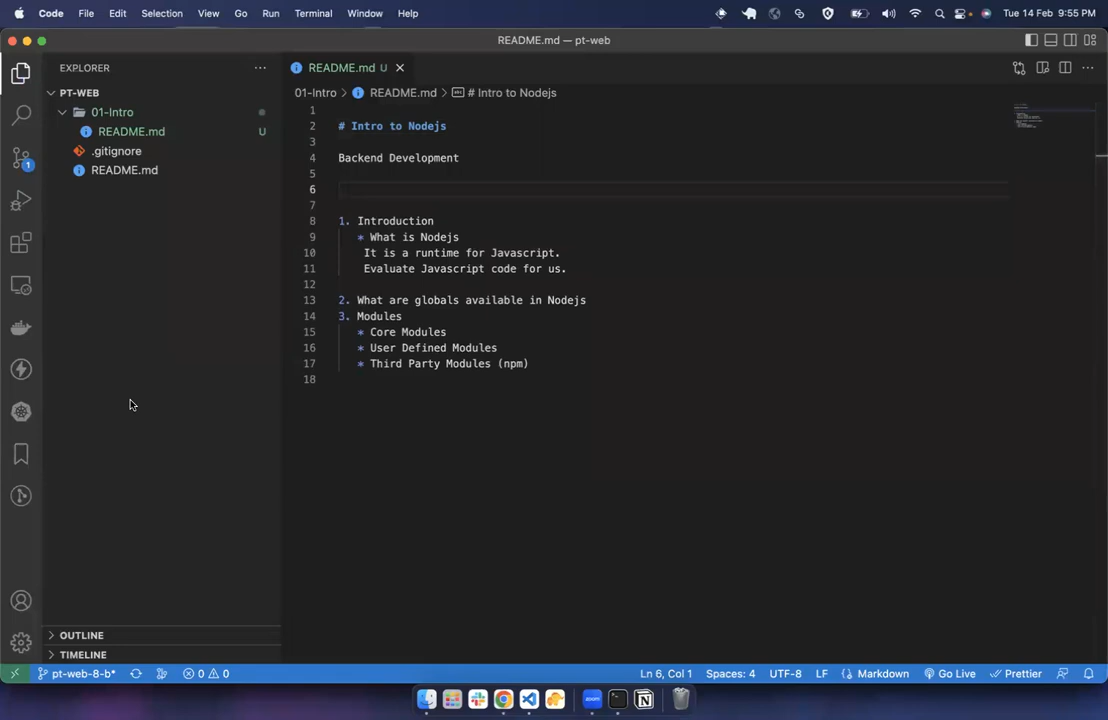 Code File Edit Selection View Go Run Terminal Window Help Tue 14 Feb 9:55 PM
README.md — pt-web
EXPLORER
README.md U
PT-WEB
01-Intro > README.md > # Intro to Nodejs
01-Intro
README.md U
.gitignore
README.md
1
2 # Intro to Nodejs
3
4 Backend Development
5
6
7
8 1. Introduction
9 * What is Nodejs
10 It is a runtime for Javascript.
11 Evaluate Javascript code for us.
12
13 2. What are globals available in Nodejs
14 3. Modules
15 * Core Modules
16 * User Defined Modules
17 * Third Party Modules (npm)
18
1
OUTLINE
TIMELINE
pt-web-8-b* 0 0 Ln 6, Col 1 Spaces: 4 UTF-8 LF Markdown Go Live Prettier
zoom